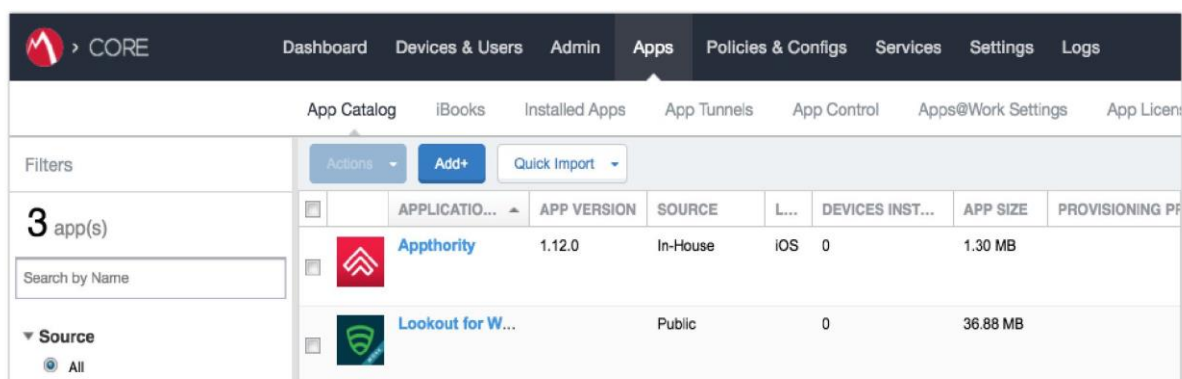 › CORE
Dashboard Devices & Users Admin Apps Policies & Configs Services Settings Logs
App Catalog iBooks Installed Apps App Tunnels App Control Apps@Work Settings App Licen
Filters
Actions Add+ Quick Import
3 app(s)
APPLICATIO... APP VERSION SOURCE L... DEVICES INST... APP SIZE PROVISIONING PR
Appthority 1.12.0 In-House iOS 0 1.30 MB
Search by Name
Lookout for W... Public 0 36.88 MB
Source
All